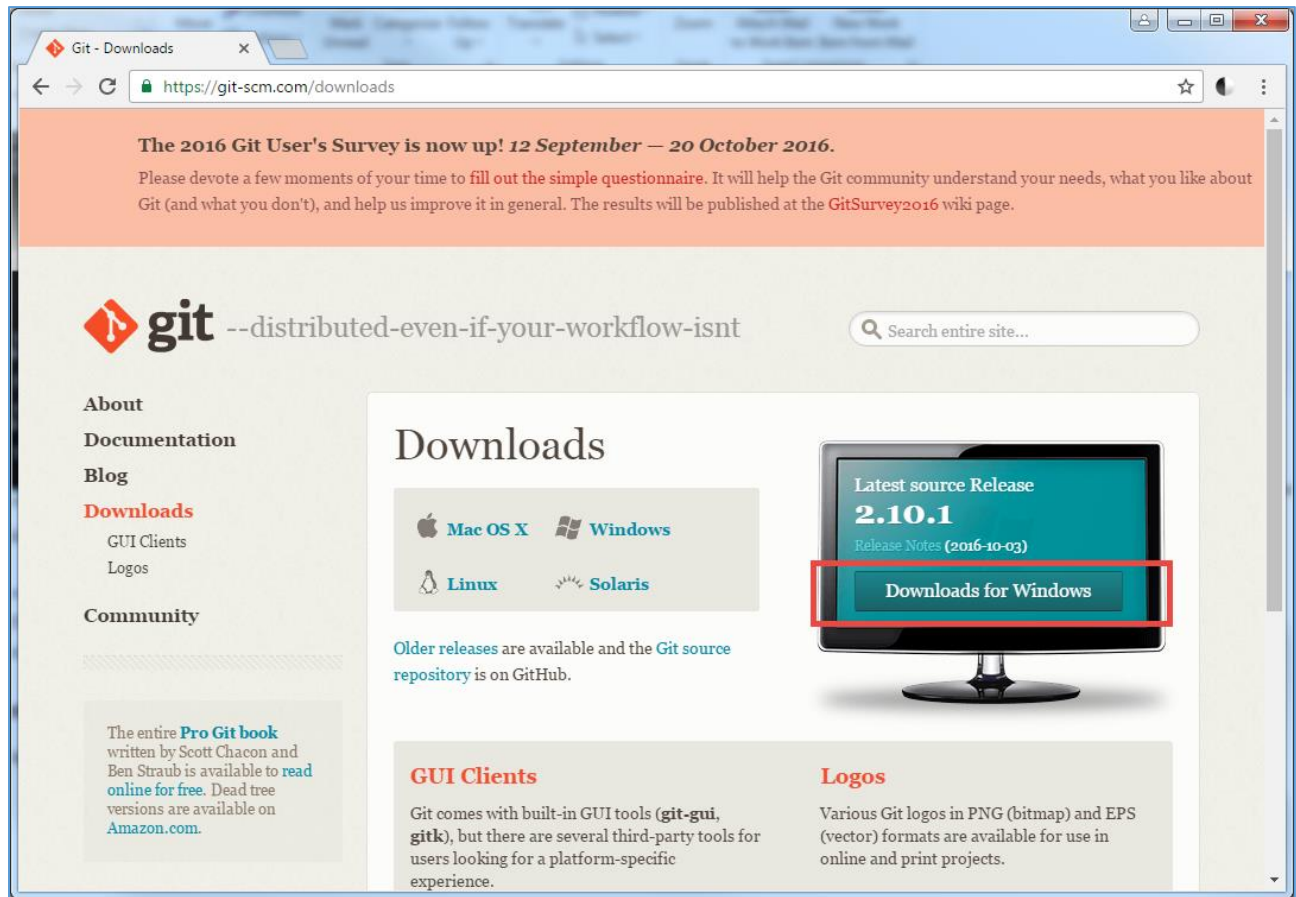 Git - Downloads
https://git-scm.com/downloads
The 2016 Git User's Survey is now up! 12 September — 20 October 2016.
Please devote a few moments of your time to fill out the simple questionnaire. It will help the Git community understand your needs, what you like about
Git (and what you don't), and help us improve it in general. The results will be published at the GitSurvey2016 wiki page.
git --distributed-even-if-your-workflow-isnt
Search entire site...
About
Documentation
Blog
Downloads
GUI Clients
Logos
Community
The entire Pro Git book
written by Scott Chacon and
Ben Straub is available to read
online for free. Dead tree
versions are available on
Amazon.com.
Downloads
Mac OS X Windows
Linux Solaris
Older releases are available and the Git source
repository is on GitHub.
Latest source Release
2.10.1
Release Notes (2016-10-03)
Downloads for Windows
GUI Clients
Git comes with built-in GUI tools (git-gui,
gitk), but there are several third-party tools for
users looking for a platform-specific
experience.
Logos
Various Git logos in PNG (bitmap) and EPS
(vector) formats are available for use in
online and print projects.